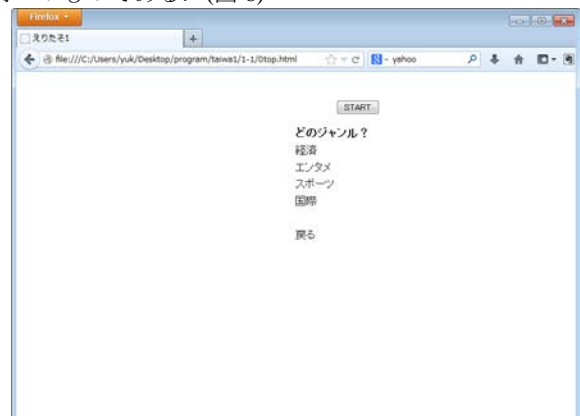 Firefox
えりたそ1
file:///C:/Users/yuk/Desktop/program/taiwa1/1-1/0top.html
yahoo
START
どのジャンル？
経済
エンタメ
スポーツ
国際
戻る